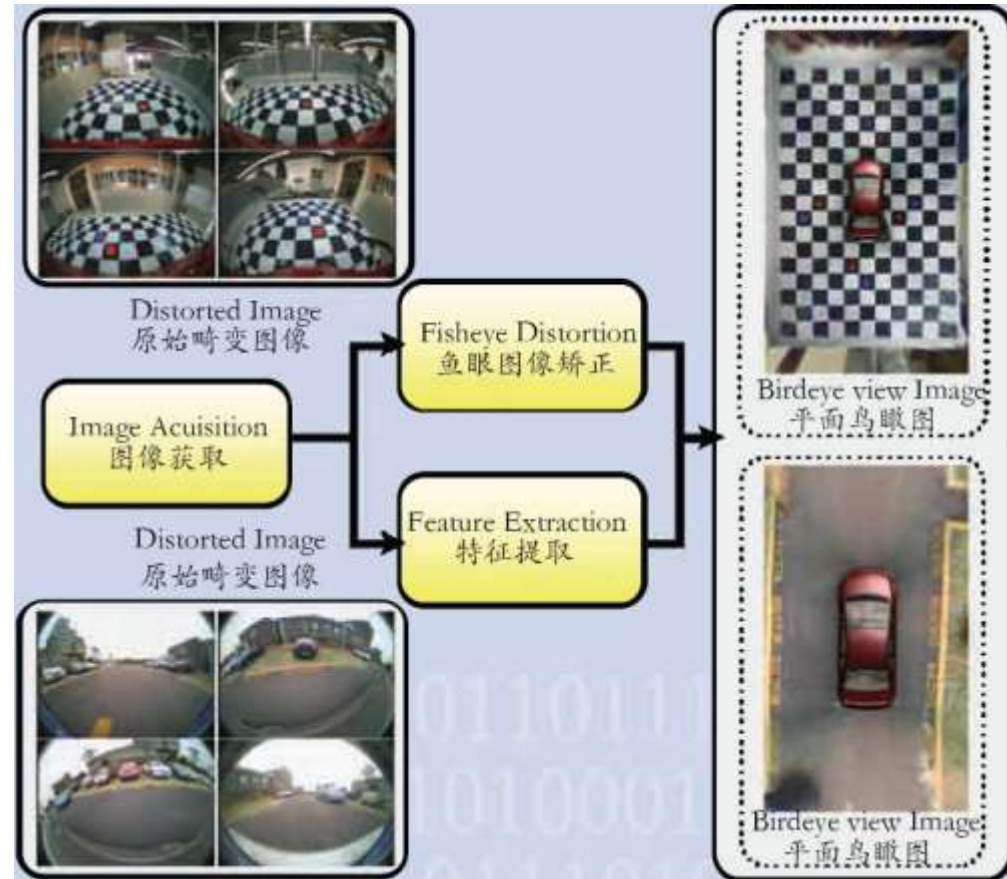 Distorted Image
原始畸变图像
Image Acuisition
图像获取
Fisheye Distortion
鱼眼图像矫正
Feature Extraction
特征提取
Distorted Image
原始畸变图像
Birdeye view Image
平面鸟瞰图
Birdeye view Image
平面鸟瞰图
01101111
1010001